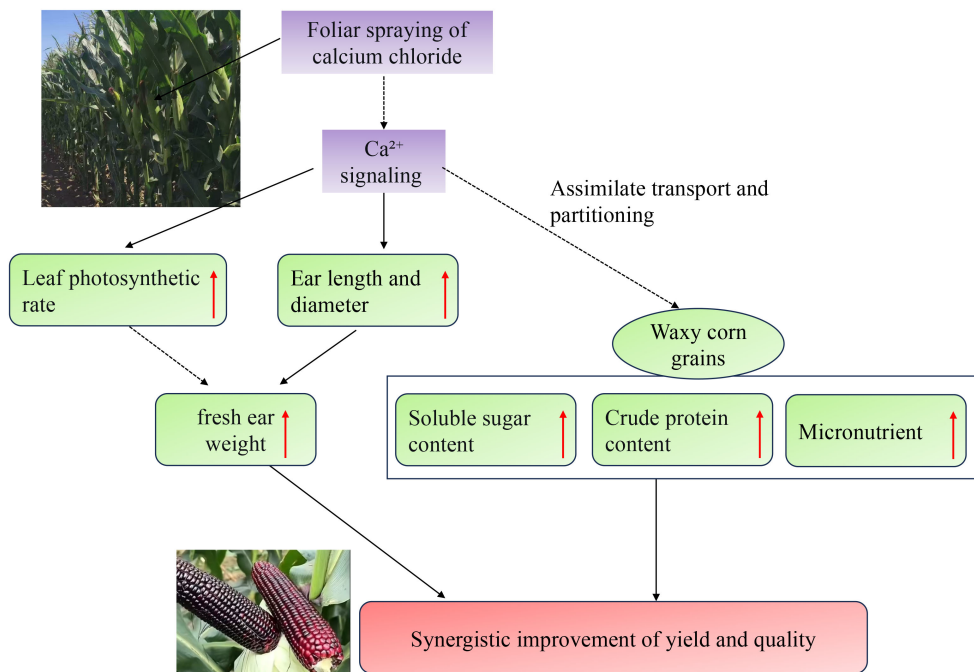 Foliar spraying of
calcium chloride
Ca²⁺
signaling
Assimilate transport and
partitioning
Leaf photosynthetic
rate
Ear length and
diameter
Waxy corn
grains
fresh ear
weight
Soluble sugar
content
Crude protein
content
Micronutrient
Synergistic improvement of yield and quality